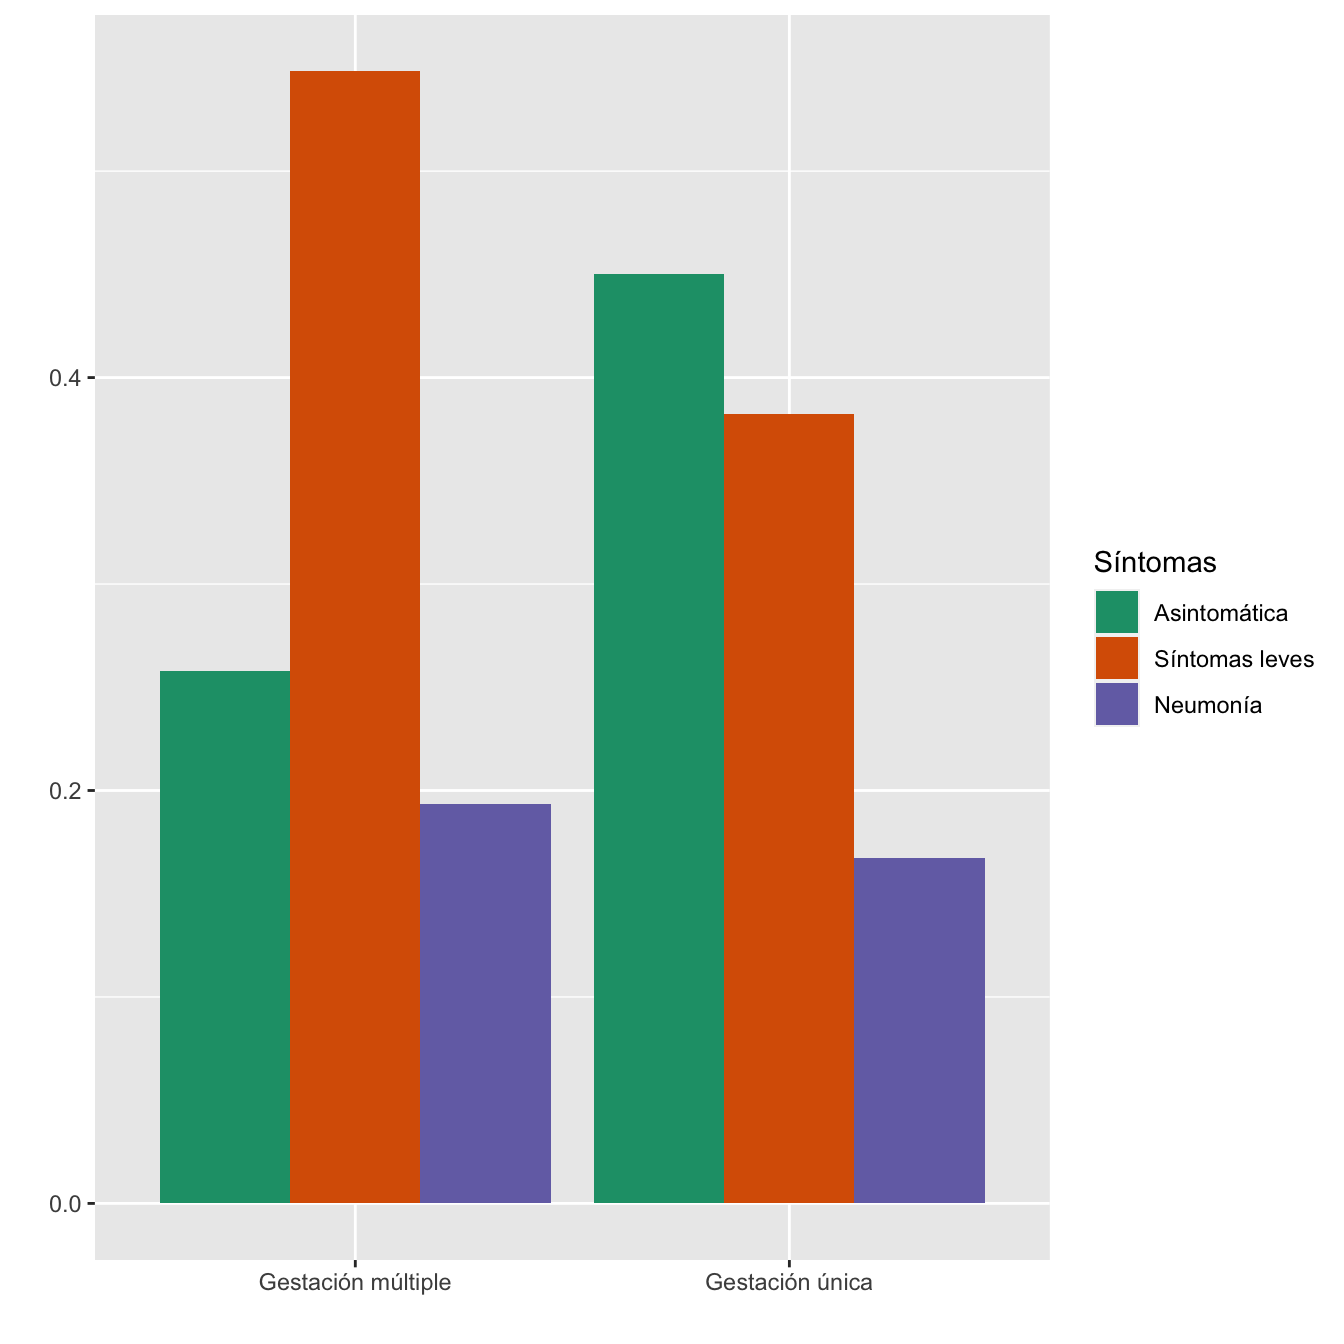 0.4
0.2
0.0
Gestación múltiple
Gestación única
Síntomas
Asintomática
Síntomas leves
Neumonía